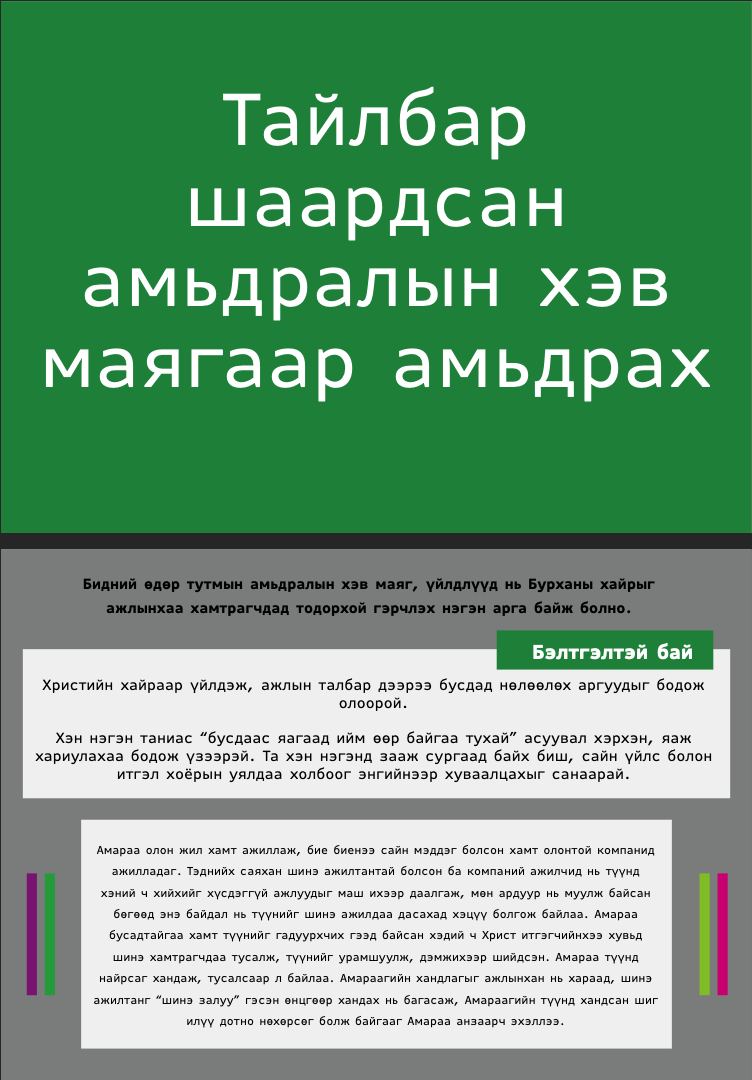 Тайлбар
шаардсан
амьдралын хэв
маягаар амьдрах
Бидний өдөр тутмын амьдралын хэв маяг, үйлдлүүд нь Бурханы хайрыг
ажлынхаа хамтрагчдад тодорхой гэрчлэх нэгэн арга байж болно.
Бэлтгэлтэй бай
Христийн хайраар үйлдэж, ажлын талбар дээрээ бусдад нөлөөлөх аргуудыг бодож
олоорой.
Хэн нэгэн таниас “бусдаас яагаад ийм өөр байгаа тухай” асуувал хэрхэн, яаж
хариулахаа бодож үзээрэй. Та хэн нэгэнд зааж сургаад байх биш, сайн үйлс болон
итгэл хоёрын уялдаа холбоог энгийнээр хуваалцахыг санаарай.
Амараа олон жил хамт ажиллаж, бие биенээ сайн мэддэг болсон хамт олонтой компанид
ажилладаг. Тэднийх саяхан шинэ ажилтантай болсон ба компаний ажилчид нь түүнд
хэний ч хийхийг хүсдэггүй ажлуудыг маш ихээр даалгаж, мөн ардуур нь муулж байсан
бөгөөд энэ байдал нь түүнийг шинэ ажилдаа дасахад хэцүү болгож байлаа. Амараа
бусадтайгаа хамт түүнийг гадуурхчих гээд байсан хэдий ч Христ итгэгчийнхээ хувьд
шинэ хамтрагчдаа тусалж, түүнийг урамшуулж, дэмжихээр шийдсэн. Амараа түүнд
найрсаг хандаж, тусалсаар л байлаа. Амараагийн хандлагыг ажлынхан нь хараад, шинэ
ажилтанг “шинэ залуу” гэсэн өнцгөөр хандах нь багасаж, Амараагийн түүнд хандсан шиг
илүү дотно нөхөрсөг болж байгааг Амараа анзаарч эхэллээ.